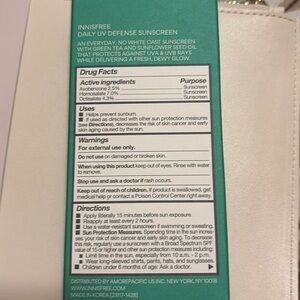 INNISFREE
DAILY UV DEFENSE SUNSCREEN
AN EVERYDAY, NO WHITE CAST SUNSCREEN
WITH GREEN TEA AND SUNFLOWER SEED OIL
THAT PROTECTS AGAINST UVA & UVB RAYS
WHILE DELIVERING A FRESH, DEWY GLOW.
Drug Facts
Active ingredients Purpose
Avobenzone 2.5% Sunscreen
Homosalate 7.0% Sunscreen
Octisalate 4.3% Sunscreen
Uses
■ Helps prevent sunburn.
■ If used as directed with other sun protection measures
(see Directions), decreases the risk of skin cancer and early
skin aging caused by the sun.
Warnings
For external use only.
Do not use on damaged or broken skin.
When using this product keep out of eyes. Rinse with water
to remove.
Stop use and ask a doctor if rash occurs.
Keep out of reach of children. If product is swallowed, get
medical help or contact a Poison Control Center right away.
Directions
■ Apply liberally 15 minutes before sun exposure.
■ Reapply at least every 2 hours.
■ Use a water-resistant sunscreen if swimming or sweating.
■ Sun Protection Measures. Spending time in the sun increa-
ses your risk of skin cancer and early skin aging. To decrease
this risk, regularly use a sunscreen with a Broad Spectrum SPF
value of 15 or higher and other sun protection measures including:
■ Limit time in the sun, especially from 10 a.m. - 2 p.m.
■ Wear long-sleeved shirts, pants, hats, and sunglasses.
■ Children under 6 months of age: Ask a doctor.
DISTRIBUTED BY AMOREPACIFIC US INC. NEW YORK, NY 10018
WWW.INNISFREE.COM
MADE IN KOREA